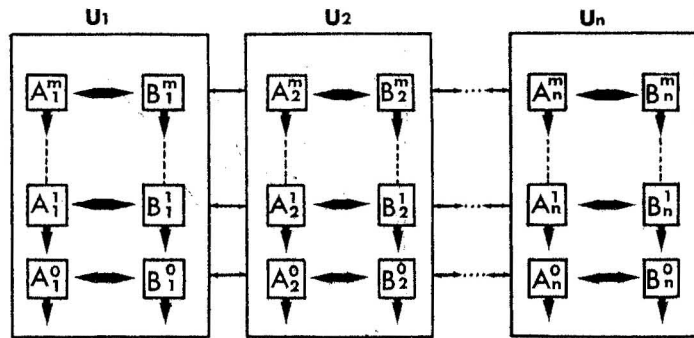 U₁ U₂ Uₙ
A₁ᵐ B₁ᵐ A₂ᵐ B₂ᵐ Aₙᵐ Bₙᵐ
A₁¹ B₁¹ A₂¹ B₂¹ Aₙ¹ Bₙ¹
A₁⁰ B₁⁰ A₂⁰ B₂⁰ Aₙ⁰ Bₙ⁰